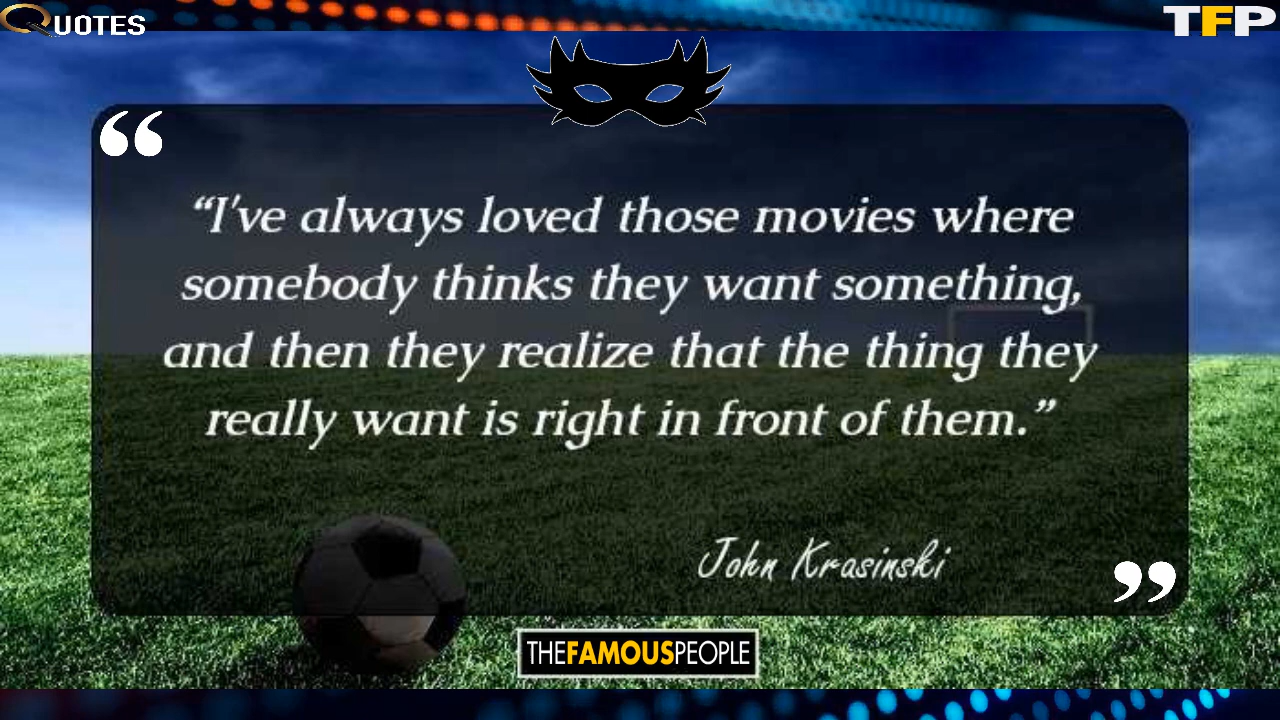 QUOTES
TFP
“I've always loved those movies where
somebody thinks they want something,
and then they realize that the thing they
really want is right in front of them.”
John Krasinski
THEFAMOUSPEOPLE